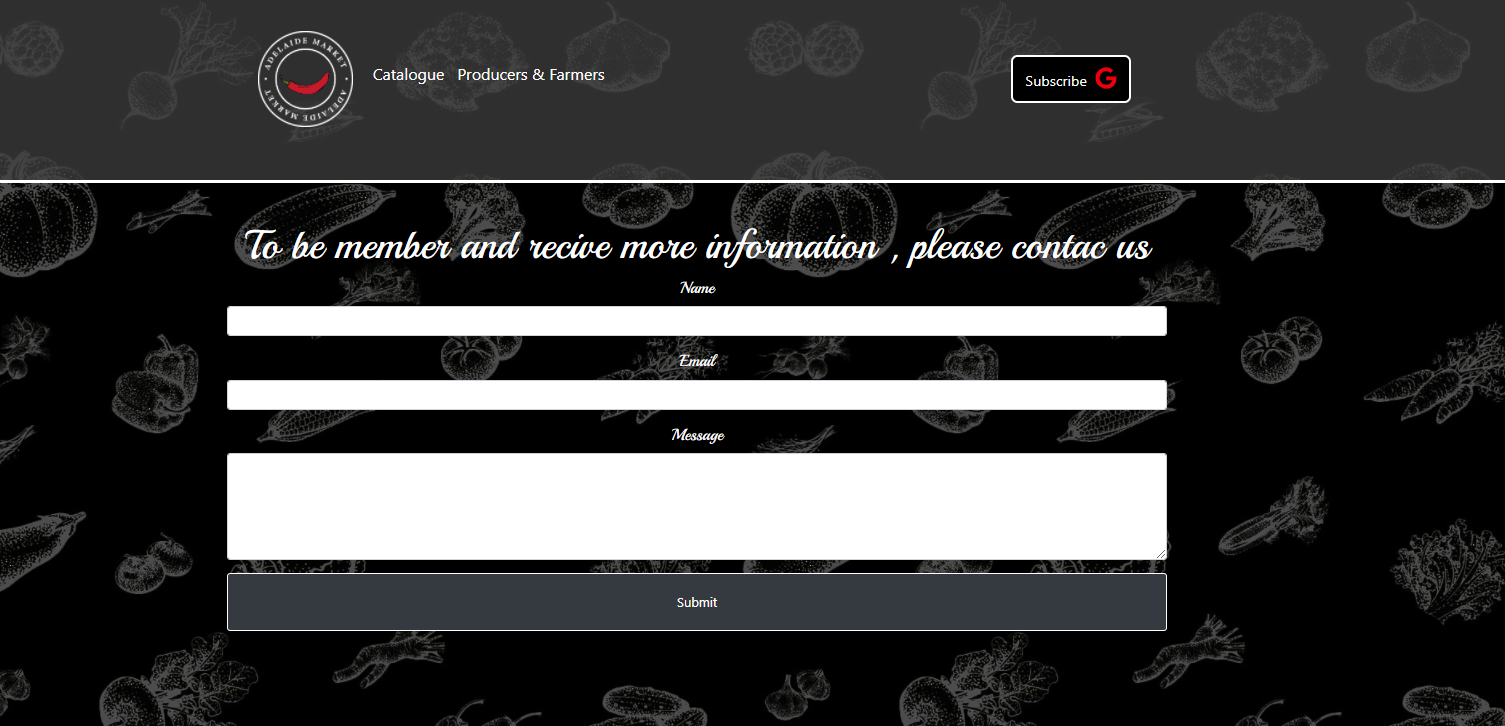 ADELAIDE MARKET • ADELAIDE MARKET •
Catalogue Producers & Farmers
Subscribe G
To be member and recive more information , please contac us
Name
Email
Message
Submit